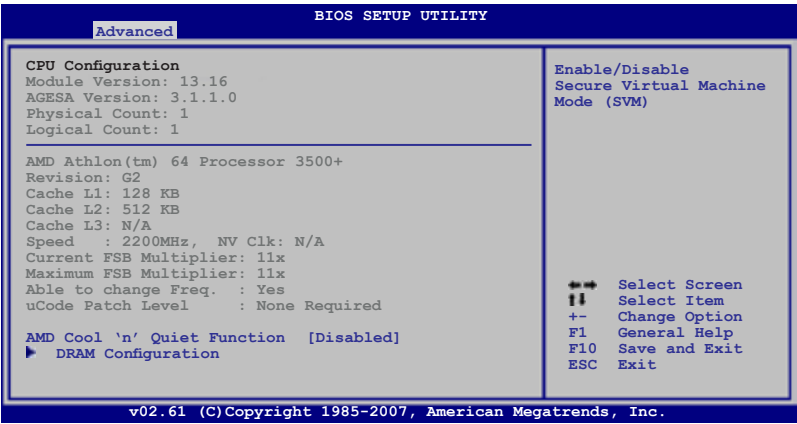 BIOS SETUP UTILITY
Advanced
CPU Configuration
Module Version: 13.16
AGESA Version: 3.1.1.0
Physical Count: 1
Logical Count: 1
AMD Athlon(tm) 64 Processor 3500+
Revision: G2
Cache L1: 128 KB
Cache L2: 512 KB
Cache L3: N/A
Speed : 2200MHz, NV Clk: N/A
Current FSB Multiplier: 11x
Maximum FSB Multiplier: 11x
Able to change Freq. : Yes
uCode Patch Level : None Required
AMD Cool ‘n’ Quiet Function [Disabled]
DRAM Configuration
Enable/Disable
Secure Virtual Machine
Mode (SVM)
Select Screen
Select Item
+- Change Option
F1 General Help
F10 Save and Exit
ESC Exit
v02.61 (C)Copyright 1985-2007, American Megatrends, Inc.